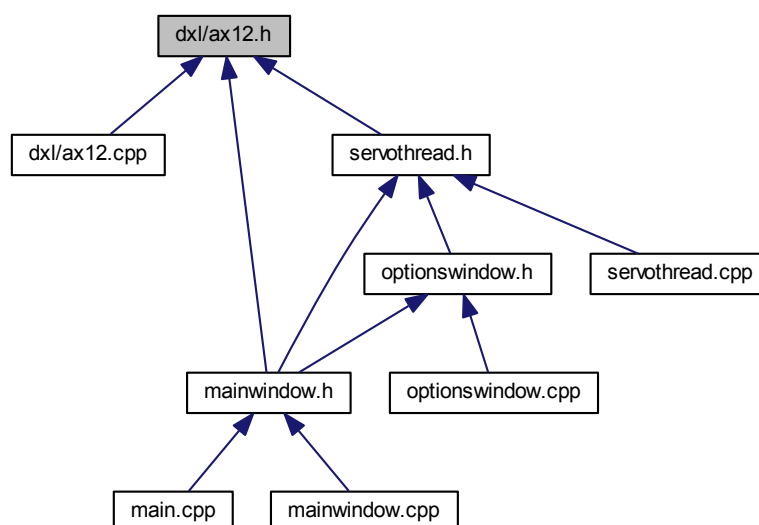 dxl/ax12.h
dxl/ax12.cpp
servothread.h
optionswindow.h
servothread.cpp
mainwindow.h
optionswindow.cpp
main.cpp
mainwindow.cpp